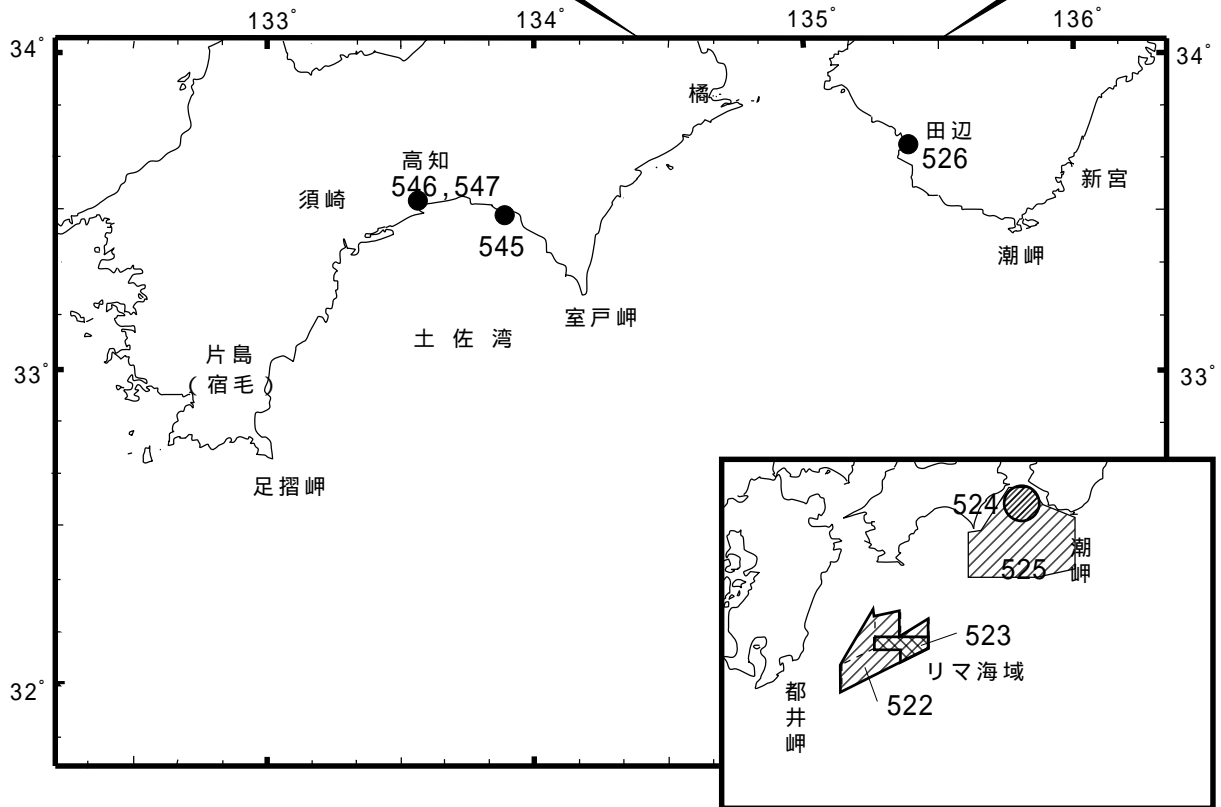 133° 134° 135° 136°
34° 34°
橘
田辺
526
高知
546,547
新宮
須崎
545
潮岬
室戸岬
土佐湾
片島
(宿毛)
33° 33°
足摺岬
524
潮岬
525
523
リマ海域
522
都井岬
32°